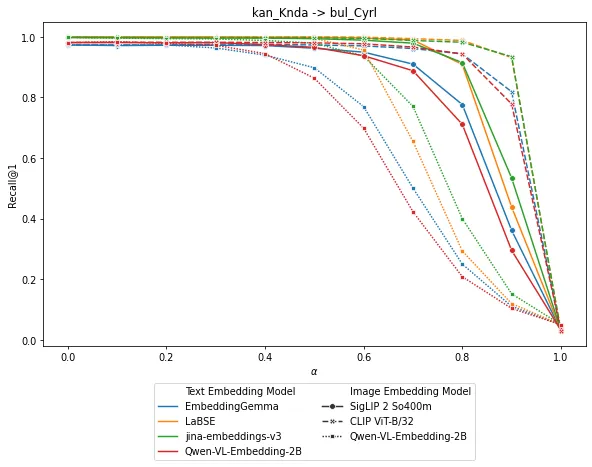 kan_Knda -> bul_Cyrl
1.0
0.8
0.6
0.4
0.2
0.0
Recall@1
0.0 0.2 0.4 0.6 0.8 1.0
α
Text Embedding Model Image Embedding Model
EmbeddingGemma SigLIP 2 So400m
LaBSE CLIP ViT-B/32
jina-embeddings-v3 Qwen-VL-Embedding-2B
Qwen-VL-Embedding-2B